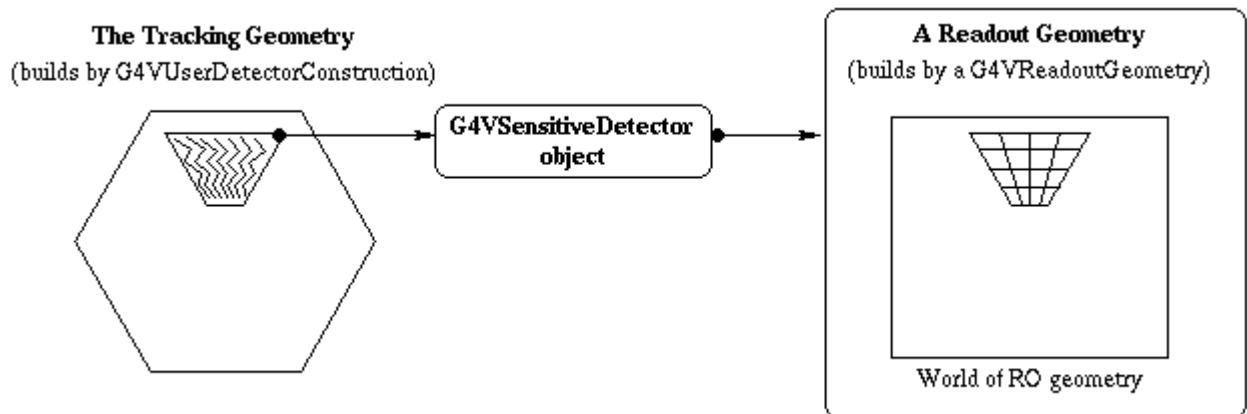 The Tracking Geometry
(builds by G4VUserDetectorConstruction)
G4VSensitiveDetector
object
A Readout Geometry
(builds by a G4VReadoutGeometry)
World of RO geometry